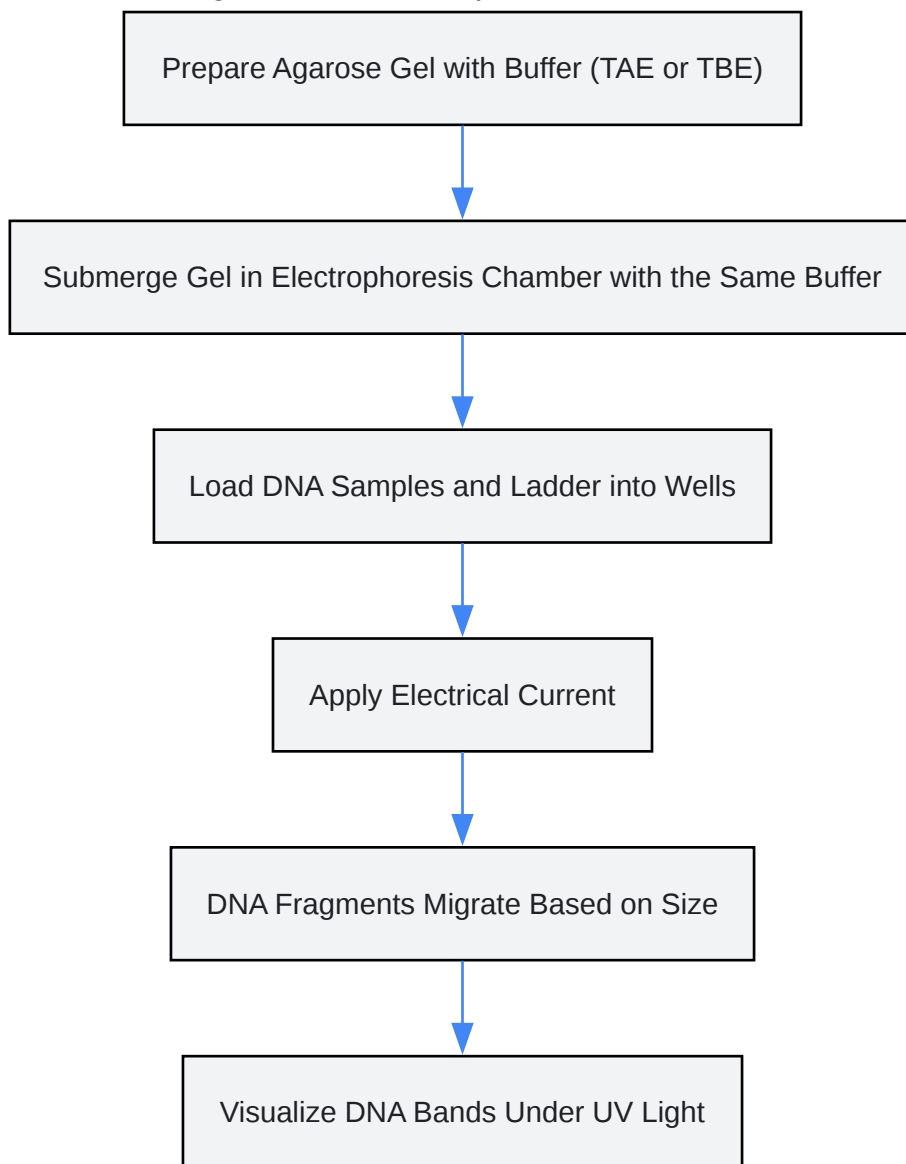 Prepare Agarose Gel with Buffer (TAE or TBE)
Submerge Gel in Electrophoresis Chamber with the Same Buffer
Load DNA Samples and Ladder into Wells
Apply Electrical Current
DNA Fragments Migrate Based on Size
Visualize DNA Bands Under UV Light